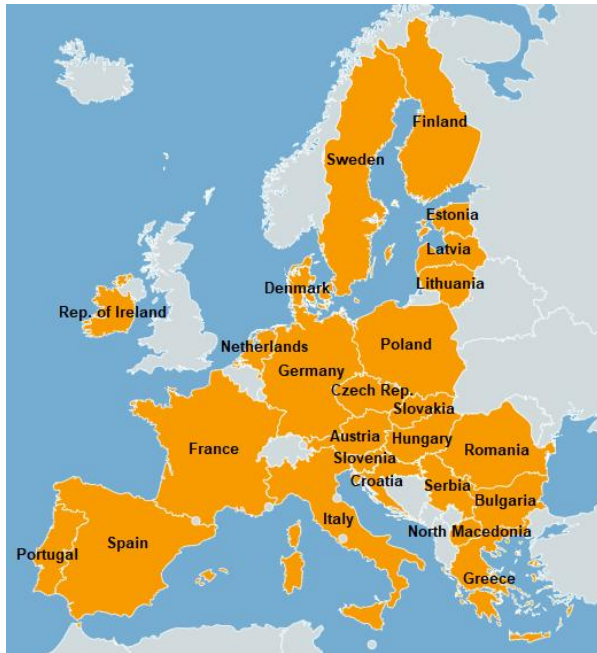 Finland
Sweden
Estonia
Latvia
Denmark
Lithuania
Rep. of Ireland
Netherlands
Poland
Germany
Czech Rep.
Slovakia
Austria
Hungary
France
Romania
Slovenia
Croatia
Serbia
Bulgaria
Italy
North Macedonia
Spain
Portugal
Greece